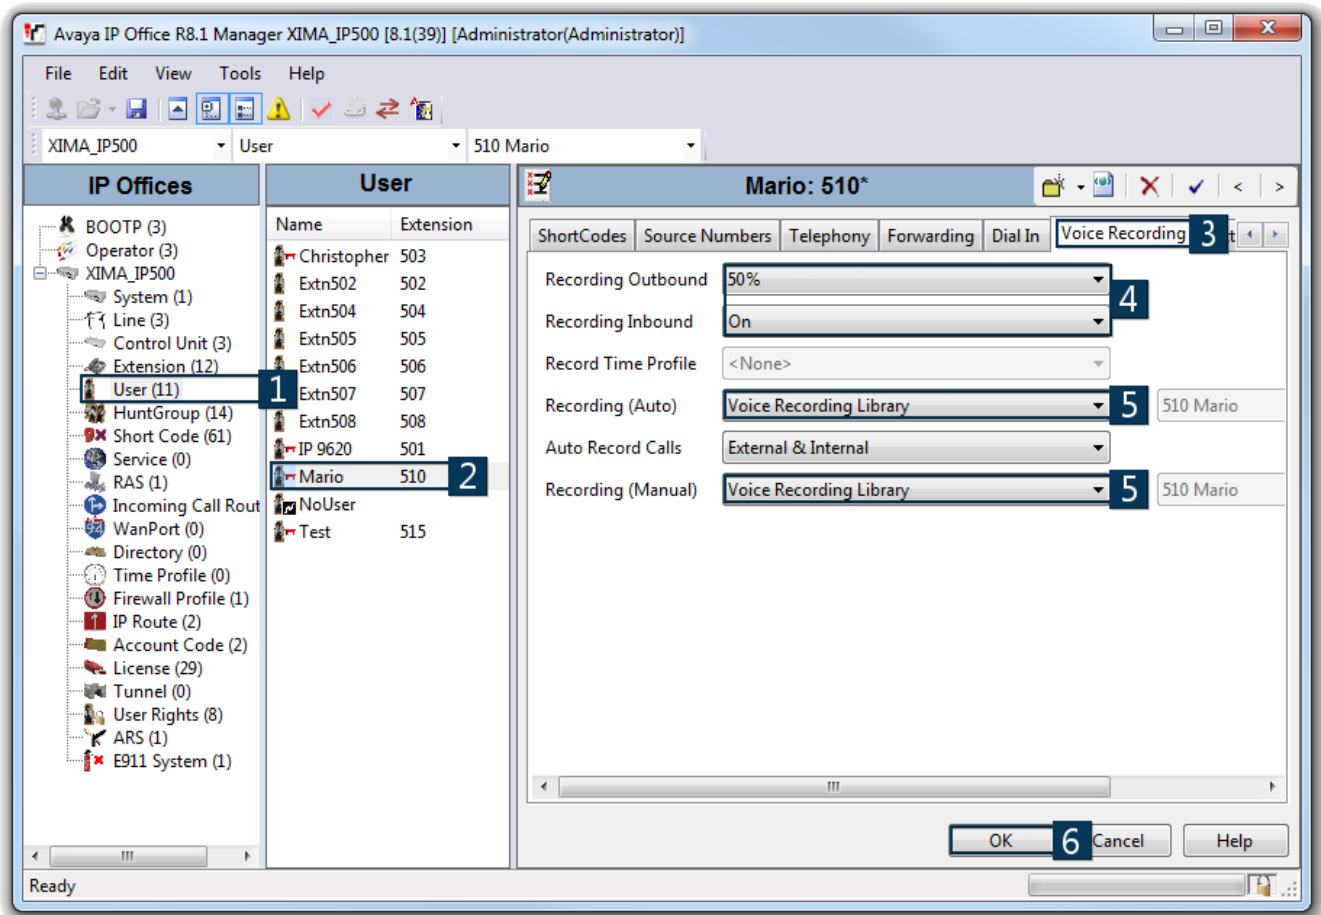 Avaya IP Office R8.1 Manager XIMA_IP500 [8.1(39)] [Administrator(Administrator)]
File Edit View Tools Help
XIMA_IP500 User 510 Mario
IP Offices
BOOTP (3)
Operator (3)
XIMA_IP500
System (1)
Line (3)
Control Unit (3)
Extension (12)
User (11) 1
HuntGroup (14)
Short Code (61)
Service (0)
RAS (1)
Incoming Call Rout
WanPort (0)
Directory (0)
Time Profile (0)
Firewall Profile (1)
IP Route (2)
Account Code (2)
License (29)
Tunnel (0)
User Rights (8)
ARS (1)
E911 System (1)
User
Name Extension
Christopher 503
Extn502 502
Extn504 504
Extn505 505
Extn506 506
Extn507 507
Extn508 508
IP 9620 501
Mario 510 2
NoUser
Test 515
Mario: 510*
ShortCodes Source Numbers Telephony Forwarding Dial In Voice Recording 3
Recording Outbound 50%
4
Recording Inbound On
Record Time Profile <None>
Recording (Auto) Voice Recording Library 5 510 Mario
Auto Record Calls External & Internal
Recording (Manual) Voice Recording Library 5 510 Mario
OK 6 Cancel Help
Ready